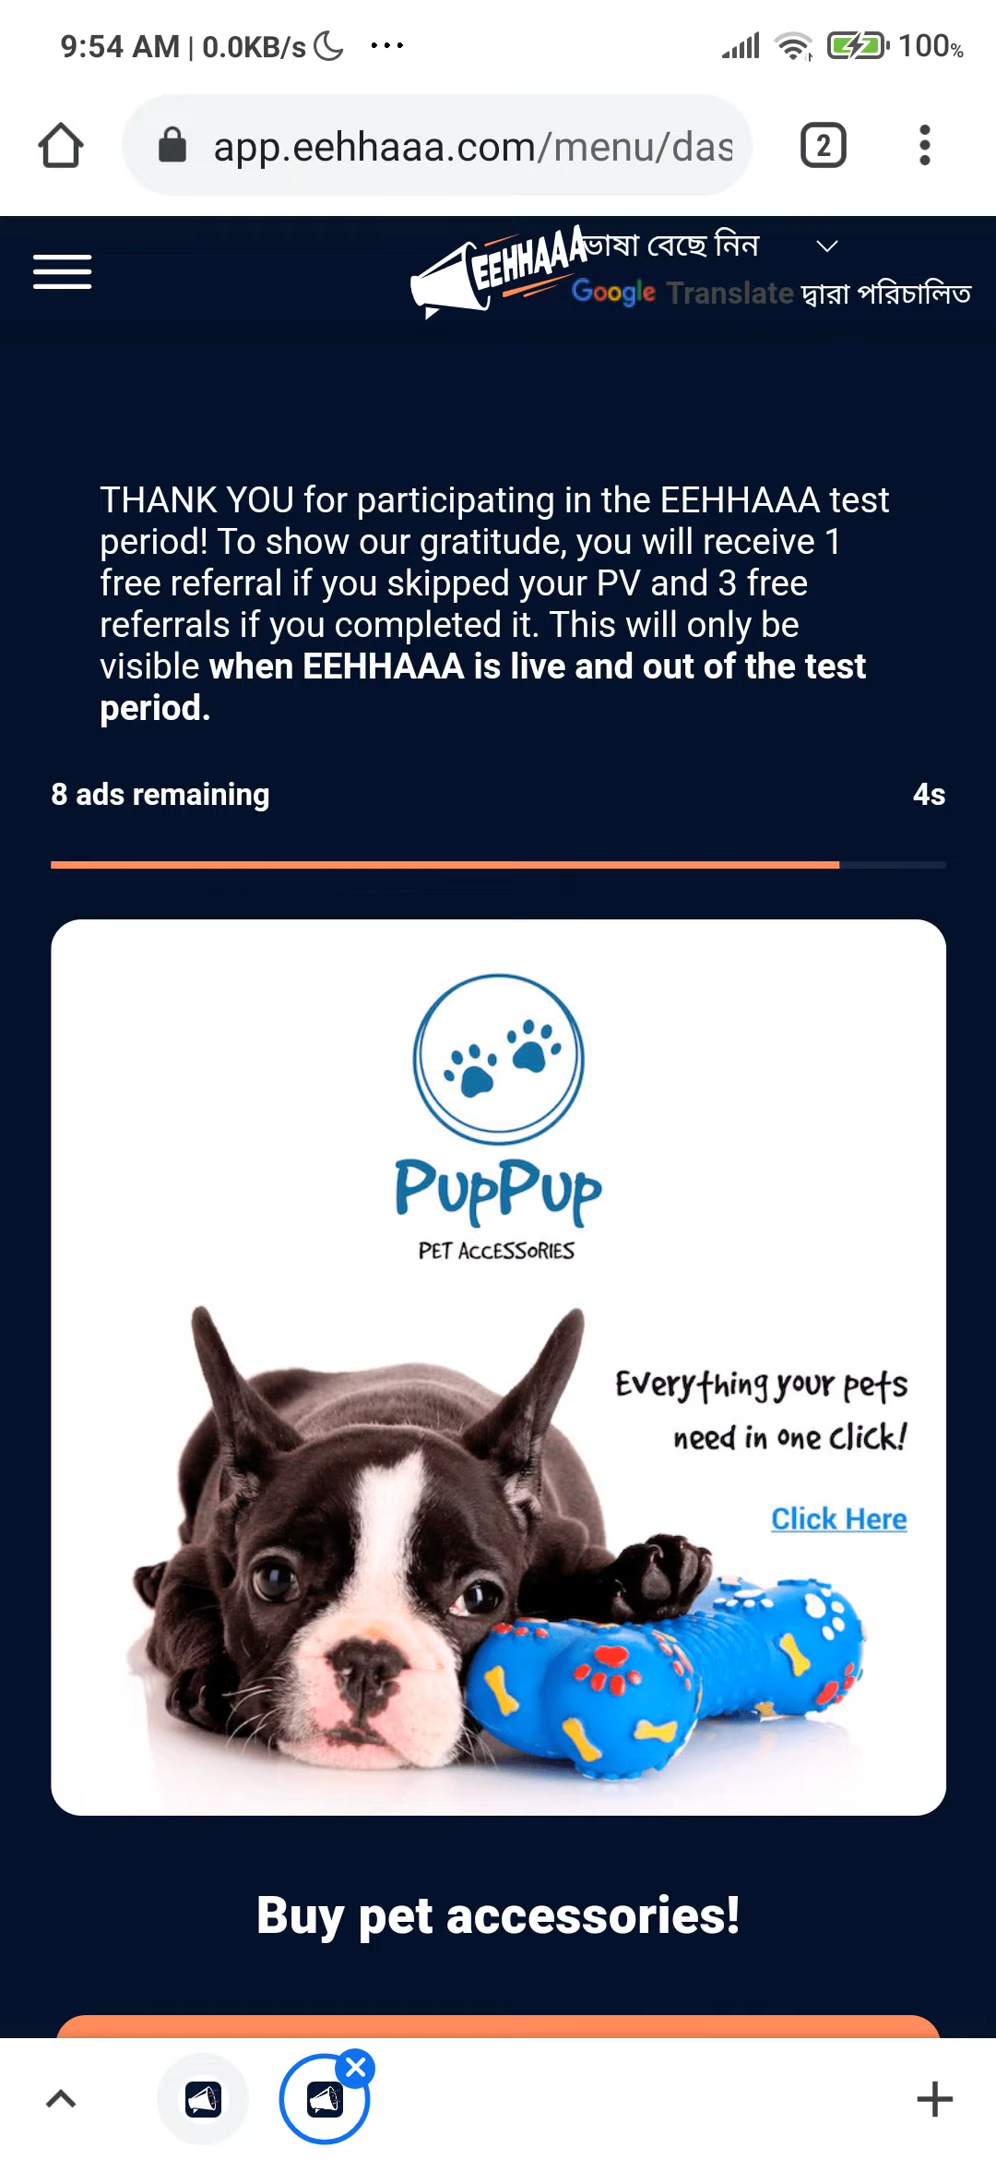 9:54 AM | 0.0KB/s ... 100%
app.eehhaaa.com/menu/das
2
EEHHAAA
ভাষা বেছে নিন
Google Translate দ্বারা পরিচালিত
THANK YOU for participating in the EEHHAAA test
period! To show our gratitude, you will receive 1
free referral if you skipped your PV and 3 free
referrals if you completed it. This will only be
visible when EEHHAAA is live and out of the test
period.
8 ads remaining 4s
PupPup
PET ACCESSORIES
Everything your pets
need in one click!
Click Here
Buy pet accessories!